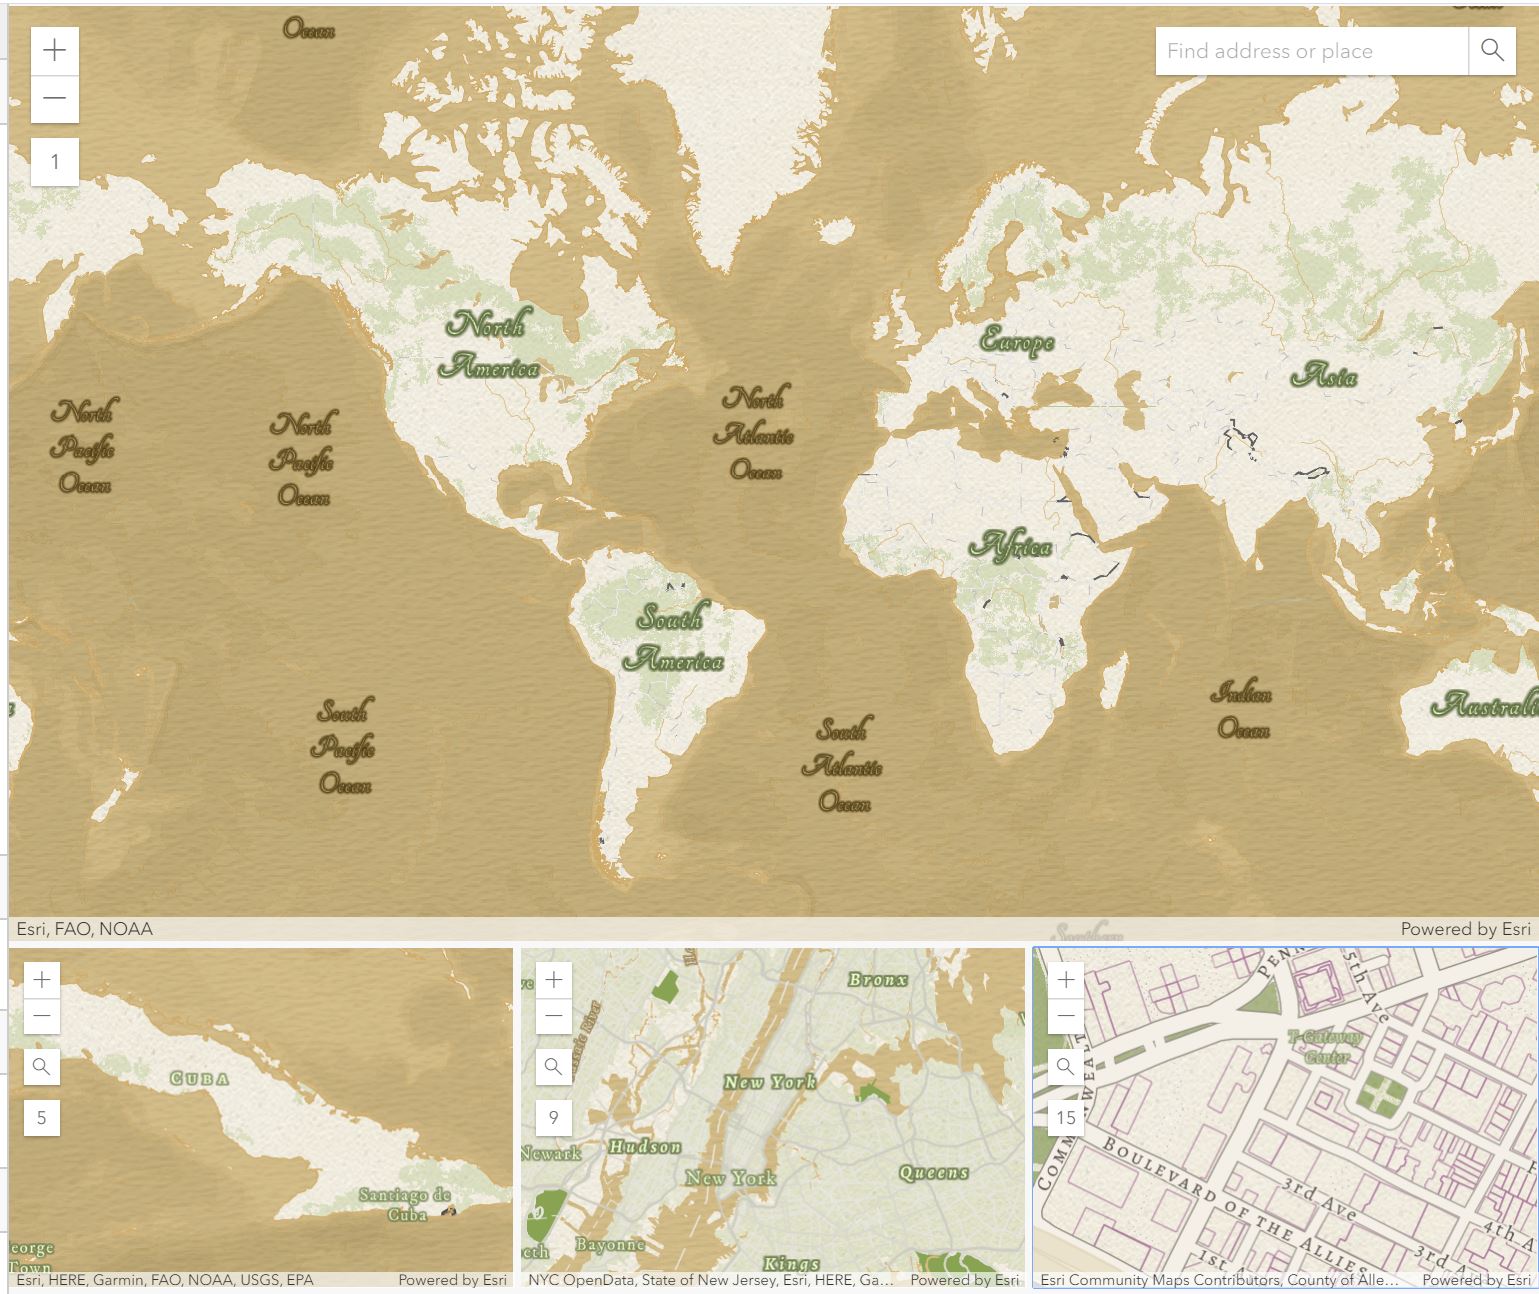 Ocean
Find address or place
1
North
America
Europe
Asia
North
Pacific
Ocean
North
Pacific
Ocean
North
Atlantic
Ocean
Africa
South
America
South
Pacific
Ocean
South
Atlantic
Ocean
Indian
Ocean
Australi
Esri, FAO, NOAA
Southern
Powered by Esri
5
CUBA
Santiago de
Cuba
eorge
Town
Esri, HERE, Garmin, FAO, NOAA, USGS, EPA
Powered by Esri
9
Bronx
New York
Hudson
Newark
New York
Queens
Bayonne
eth
Kings
NYC OpenData, State of New Jersey, Esri, HERE, Ga...
Powered by Esri
15
PENN
5th Ave
T-Gateway
Center
BOULEVARD OF THE ALLIES
3rd Ave
4th A
3rd A
1st
Esri Community Maps Contributors, County of Alle...
Powered by Esri